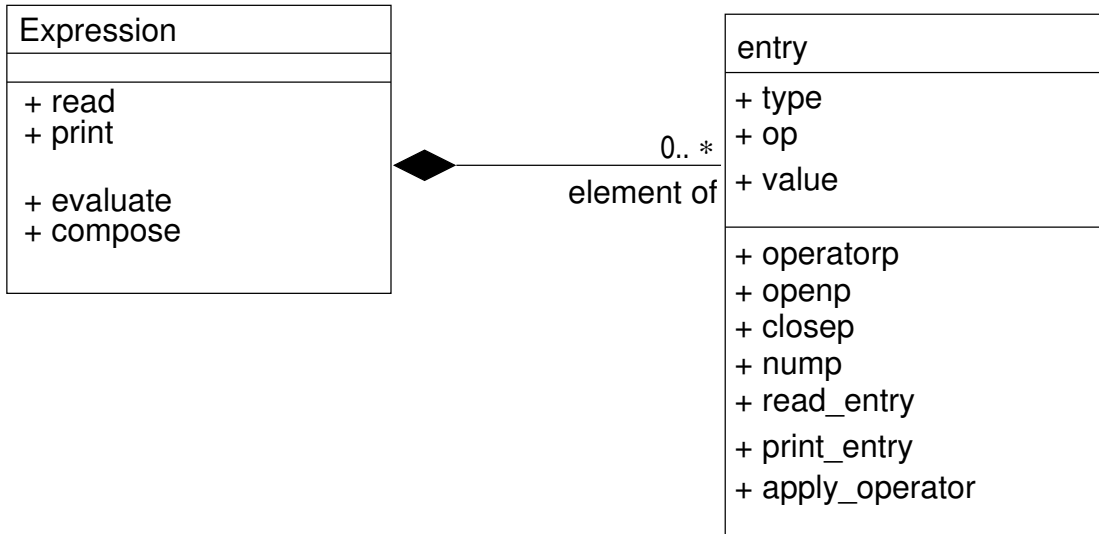 Expression
+ read
+ print
+ evaluate
+ compose
0.. *
element of
entry
+ type
+ op
+ value
+ operatorp
+ openp
+ closep
+ nump
+ read_entry
+ print_entry
+ apply_operator